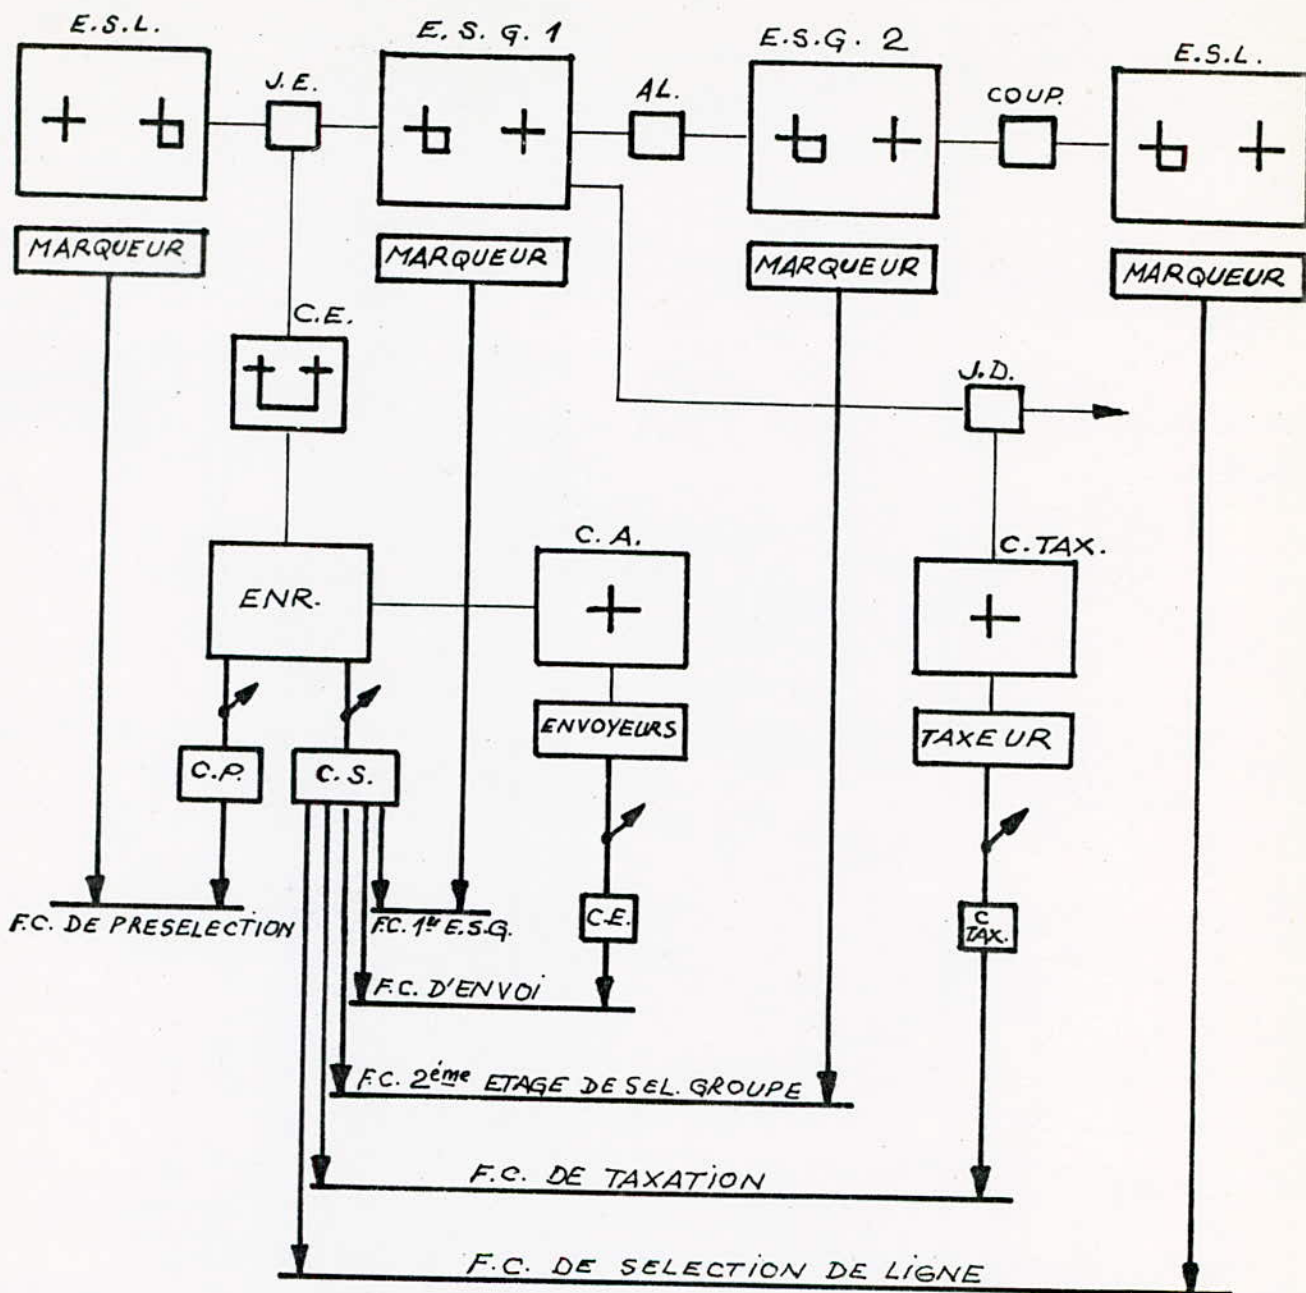 E.S.L.
E.S.G. 1
E.S.G. 2
E.S.L.
J.E.
AL.
COUP.
MARQUEUR
MARQUEUR
MARQUEUR
MARQUEUR
C.E.
J.D.
C.A.
C.TAX.
ENR.
ENVOYEURS
TAXEUR
C.P.
C.S.
C.E.
C
TAX.
F.C. DE PRESELECTION
F.C. 1er E.S.G.
F.C. D'ENVOI
F.C. 2éme ETAGE DE SEL. GROUPE
F.C. DE TAXATION
F.C. DE SELECTION DE LIGNE